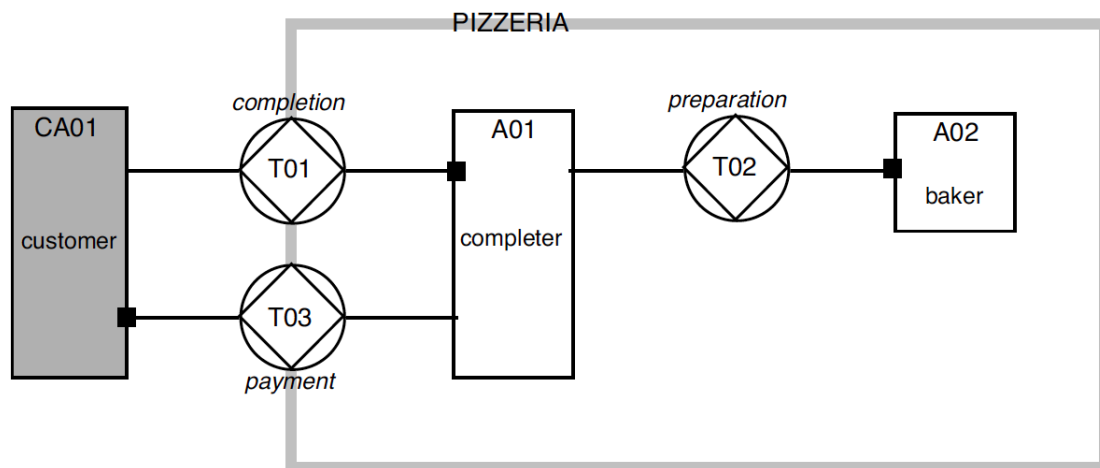 PIZZERIA
completion
preparation
CA01
T01
A01
T02
A02
baker
customer
completer
T03
payment